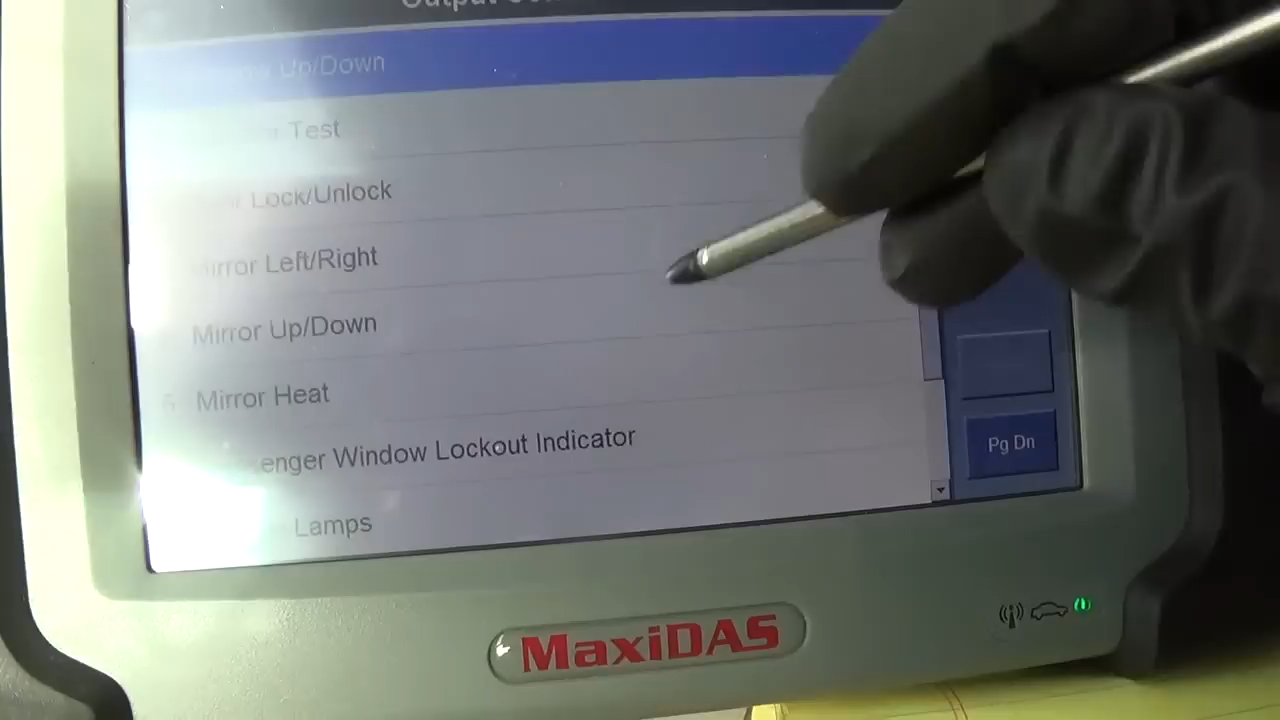 Output
Up/Down
Test
Lock/Unlock
Mirror Left/Right
Mirror Up/Down
Mirror Heat
Window Lockout Indicator
Lamps
Pg Dn
MaxiDAS